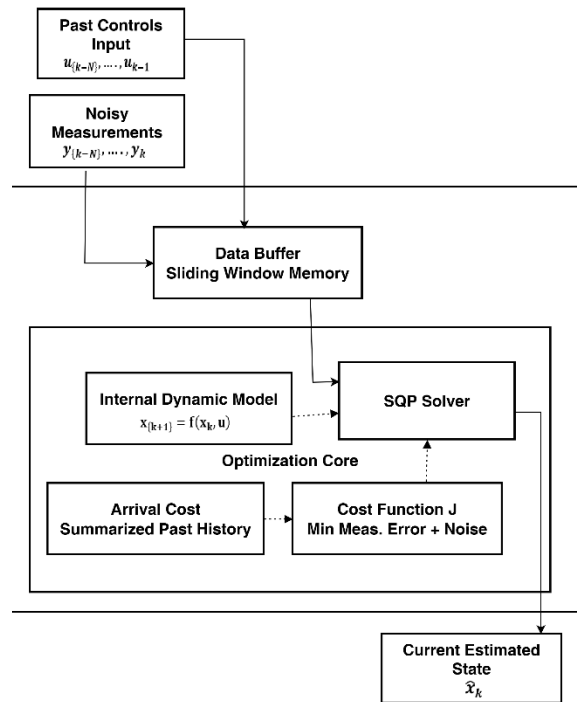 Past Controls
Input
u_{{k−N}}, …., u_{k−1}
Noisy
Measurements
y_{{k−N}}, …., y_k
Data Buffer
Sliding Window Memory
Internal Dynamic Model
x_{{k+1}} = f(x_k, u)
SQP Solver
Optimization Core
Arrival Cost
Summarized Past History
Cost Function J
Min Meas. Error + Noise
Current Estimated
State
x̂_k